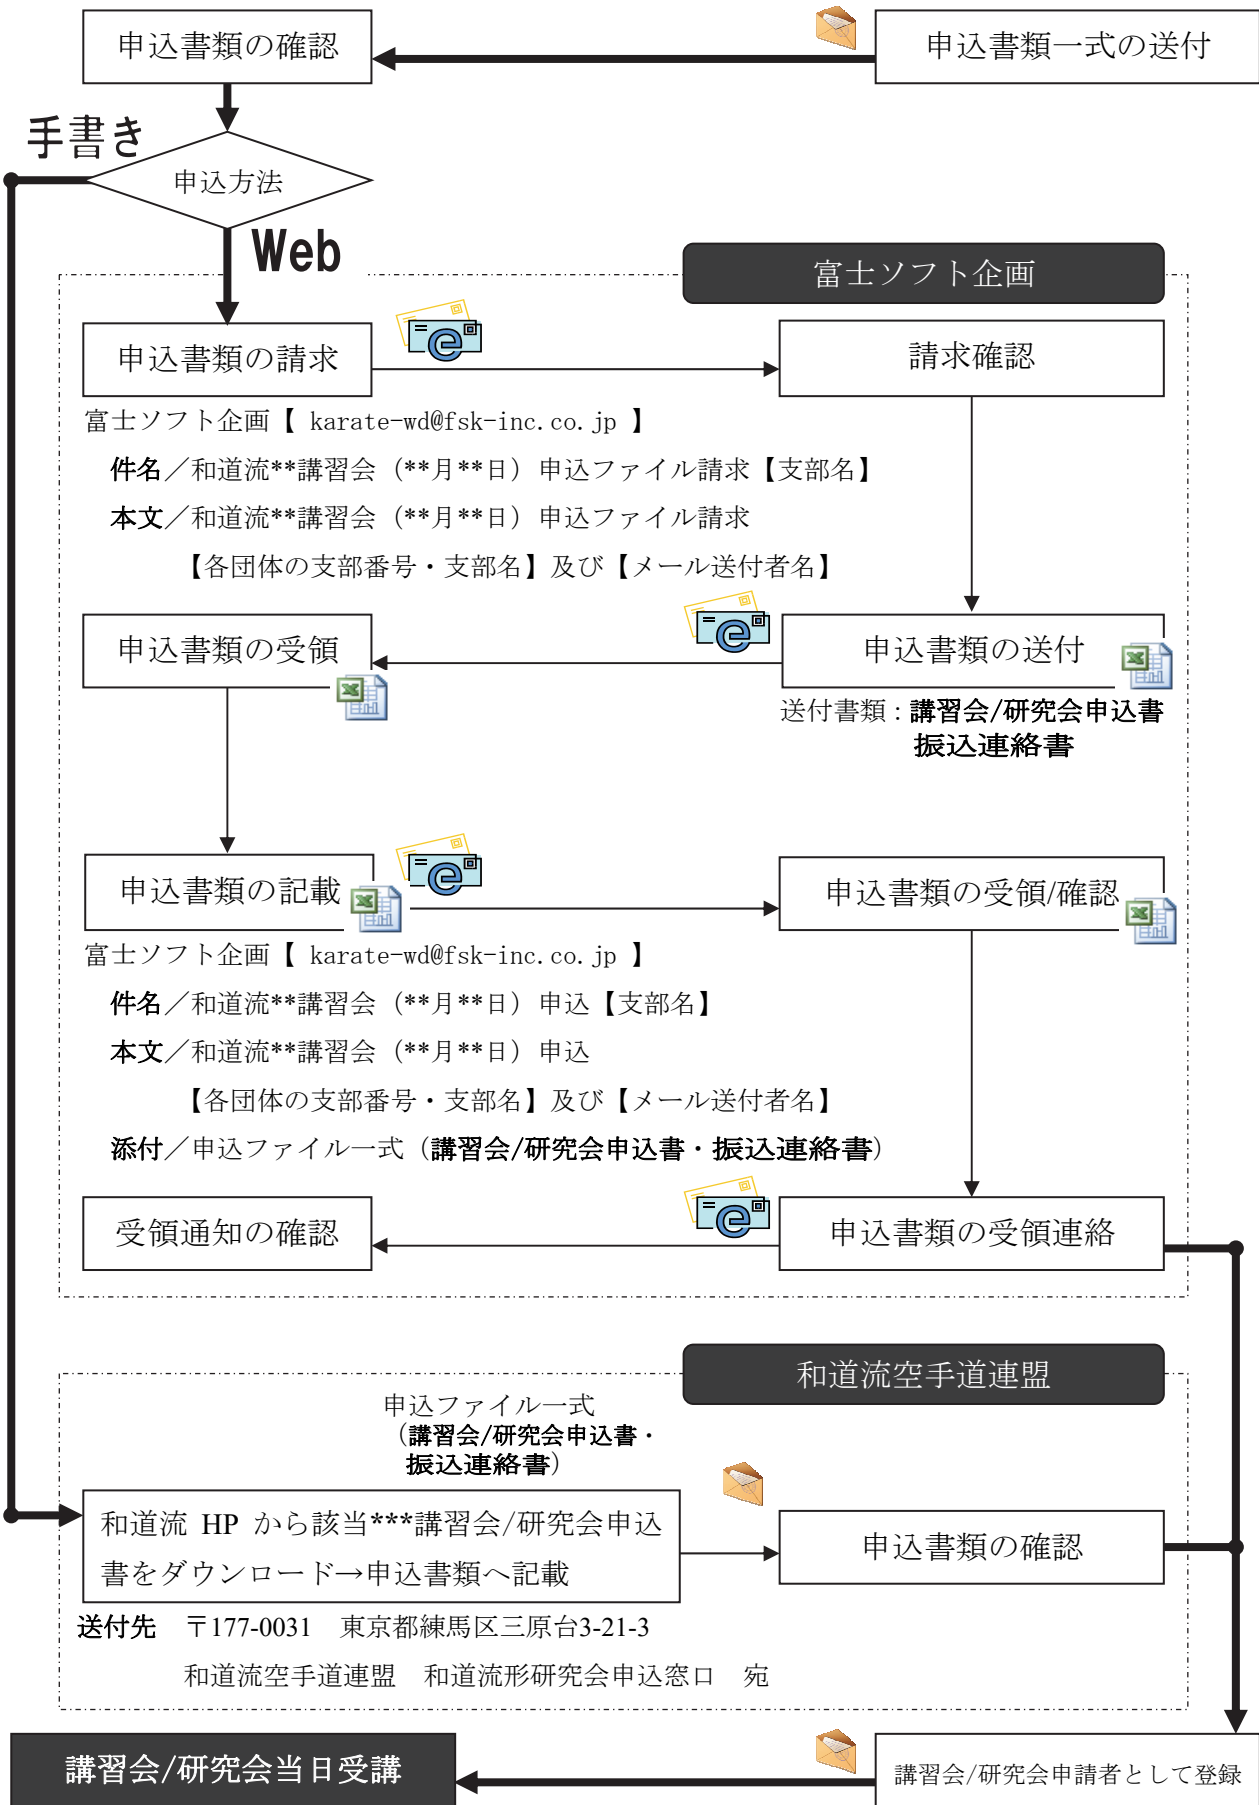 申込書類の確認
申込書類一式の送付
手書き
申込方法
Web
富士ソフト企画
申込書類の請求
請求確認
富士ソフト企画【 karate-wd@fsk-inc.co.jp 】
件名／和道流**講習会（**月**日）申込ファイル請求【支部名】
本文／和道流**講習会（**月**日）申込ファイル請求
【各団体の支部番号・支部名】及び【メール送付者名】
申込書類の受領
申込書類の送付
送付書類：講習会/研究会申込書
振込連絡書
申込書類の記載
申込書類の受領/確認
富士ソフト企画【 karate-wd@fsk-inc.co.jp 】
件名／和道流**講習会（**月**日）申込【支部名】
本文／和道流**講習会（**月**日）申込
【各団体の支部番号・支部名】及び【メール送付者名】
添付／申込ファイル一式（講習会/研究会申込書・振込連絡書）
受領通知の確認
申込書類の受領連絡
和道流空手道連盟
申込ファイル一式
（講習会/研究会申込書・
振込連絡書）
和道流 HP から該当***講習会/研究会申込
書をダウンロード→申込書類へ記載
申込書類の確認
送付先　〒177-0031　東京都練馬区三原台3-21-3
和道流空手道連盟　和道流形研究会申込窓口　宛
講習会/研究会当日受講
講習会/研究会申請者として登録